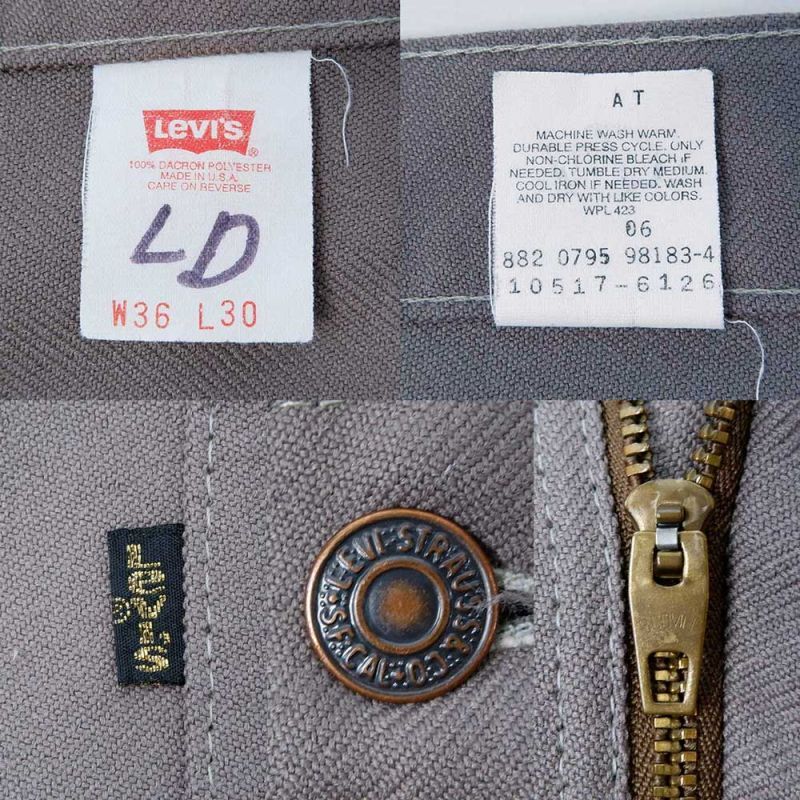 LEVI'S
®
100% DACRON POLYESTER
MADE IN U.S.A.
CARE ON REVERSE
LD
W36 L30
AT
MACHINE WASH WARM.
DURABLE PRESS CYCLE. ONLY
NON-CHLORINE BLEACH IF
NEEDED. TUMBLE DRY MEDIUM.
COOL IRON IF NEEDED. WASH
AND DRY WITH LIKE COLORS.
WPL 423
06
882 0795 98183-4
10517-6126
LEVI'S
®
LEVI STRAUSS & CO.
S.F. CAL
LEVI'S